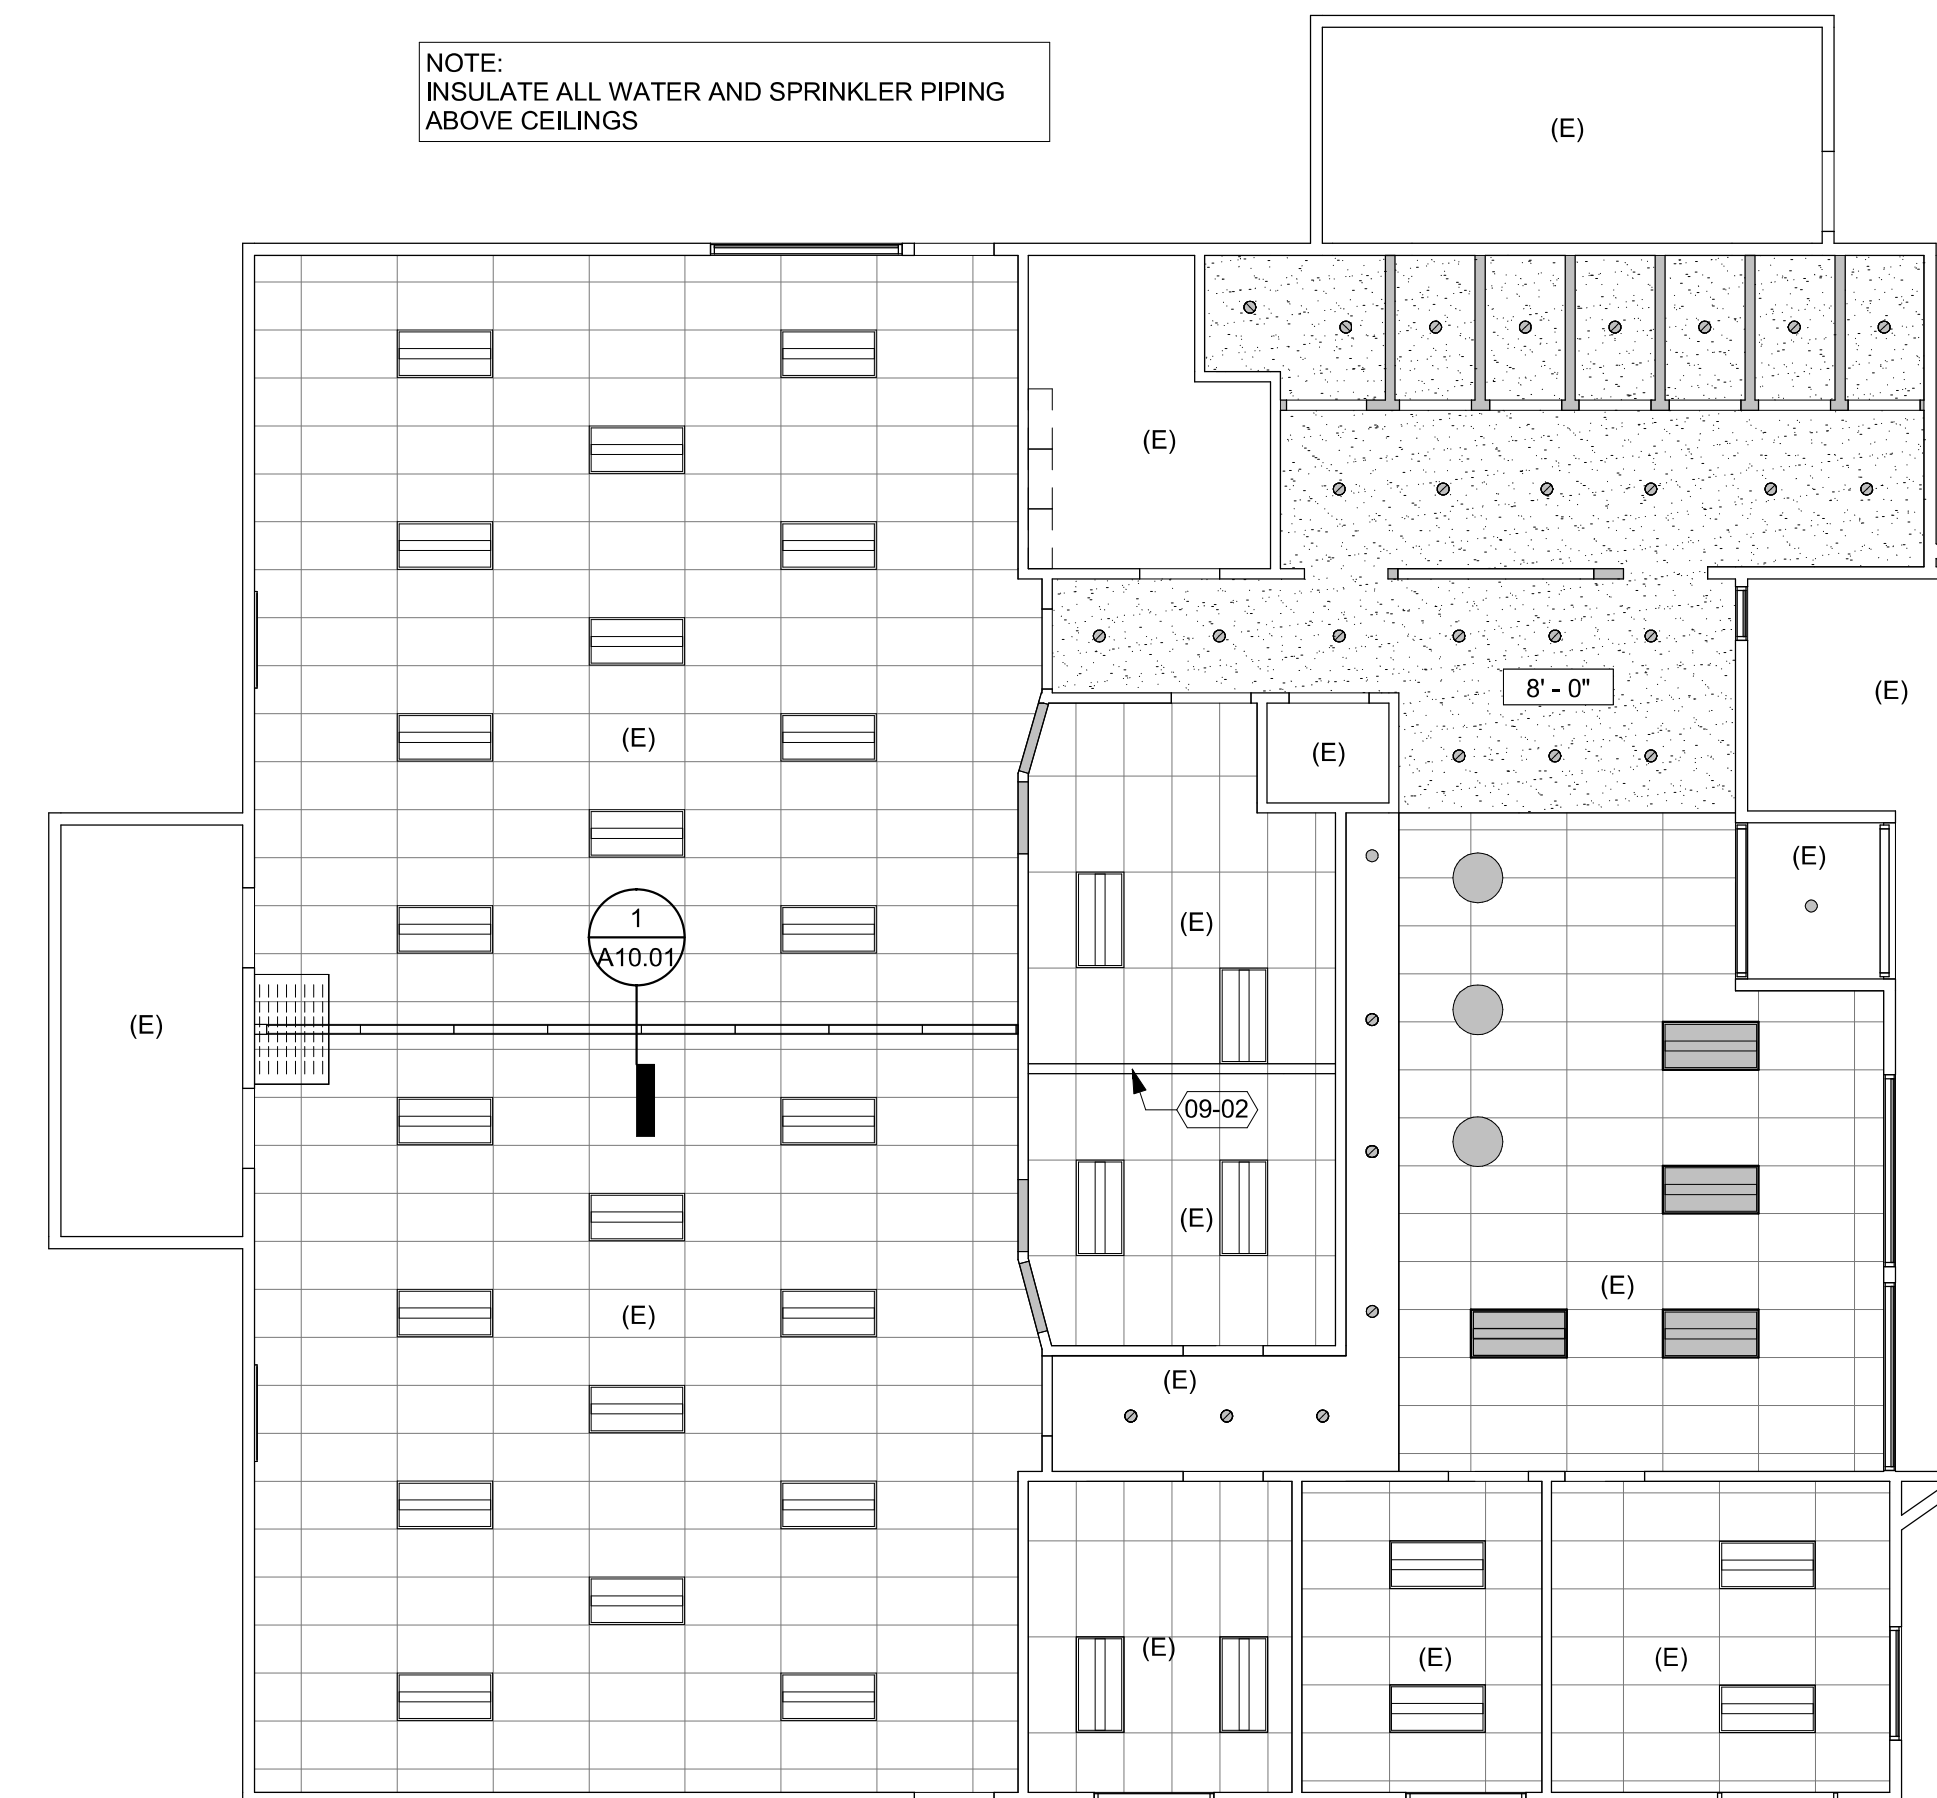 NOTE:
INSULATE ALL WATER AND SPRINKLER PIPING
ABOVE CEILINGS
(E)
(E)
(E)
8' - 0"
(E)
(E)
(E)
(E)
1
A10.01
(E)
(E)
09-02
(E)
(E)
(E)
(E)
(E)
(E)
(E)